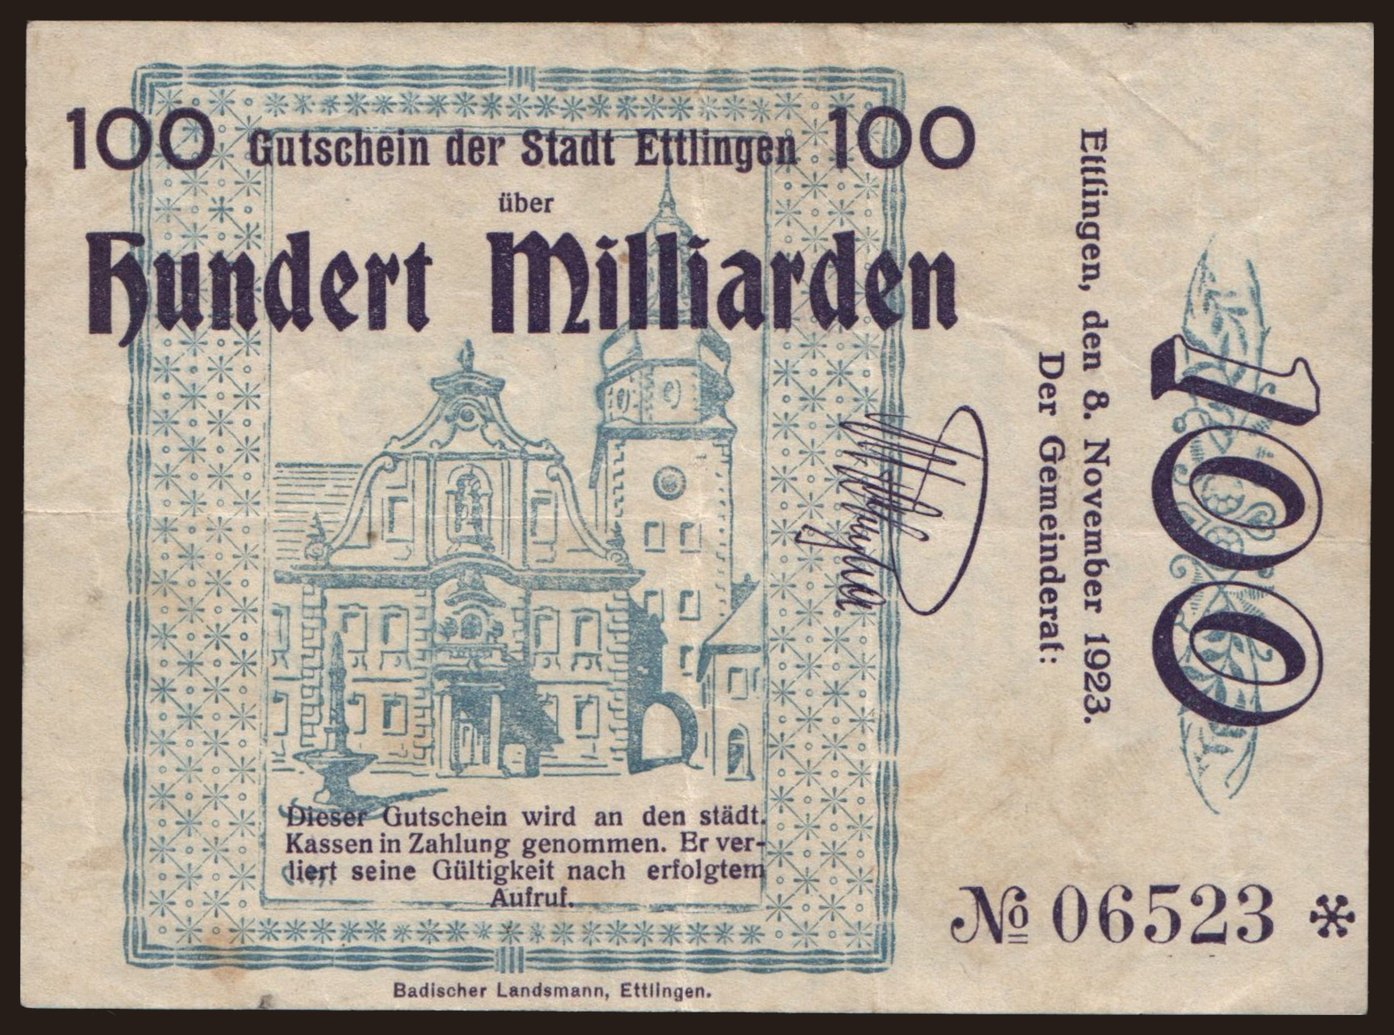 100 Gutschein der Stadt Ettlingen 100
über
Hundert Milliarden
Dieser Gutschein wird an den städt.
Kassen in Zahlung genommen. Er ver-
liert seine Gültigkeit nach erfolgtem
Aufruf.
Badischer Landsmann, Ettlingen.
Ettlingen, den 8. November 1923.
Der Gemeinderat:
100
№ 06523 *